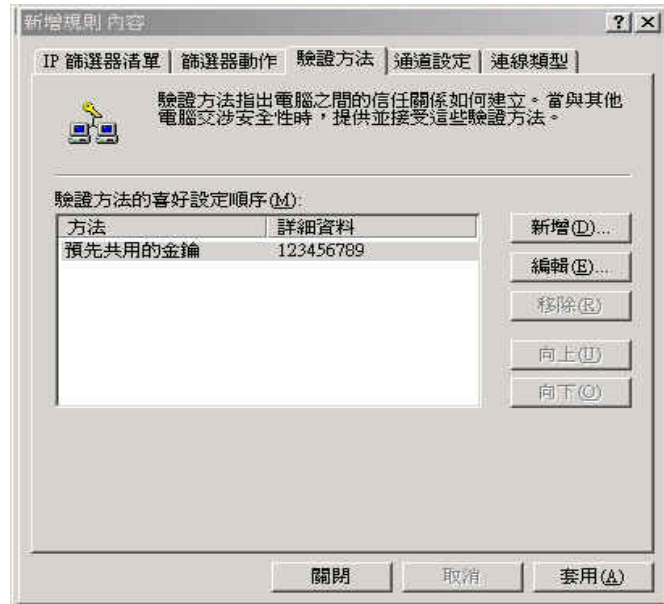 新增規則 內容
IP 篩選器清單 篩選器動作 驗證方法 通道設定 連線類型
驗證方法指出電腦之間的信任關係如何建立。當與其他
電腦交涉安全性時，提供並接受這些驗證方法。
驗證方法的喜好設定順序(M):
方法 詳細資料
預先共用的金鑰 123456789
新增(D)...
編輯(E)...
移除(R)
向上(U)
向下(O)
關閉 取消 套用(A)